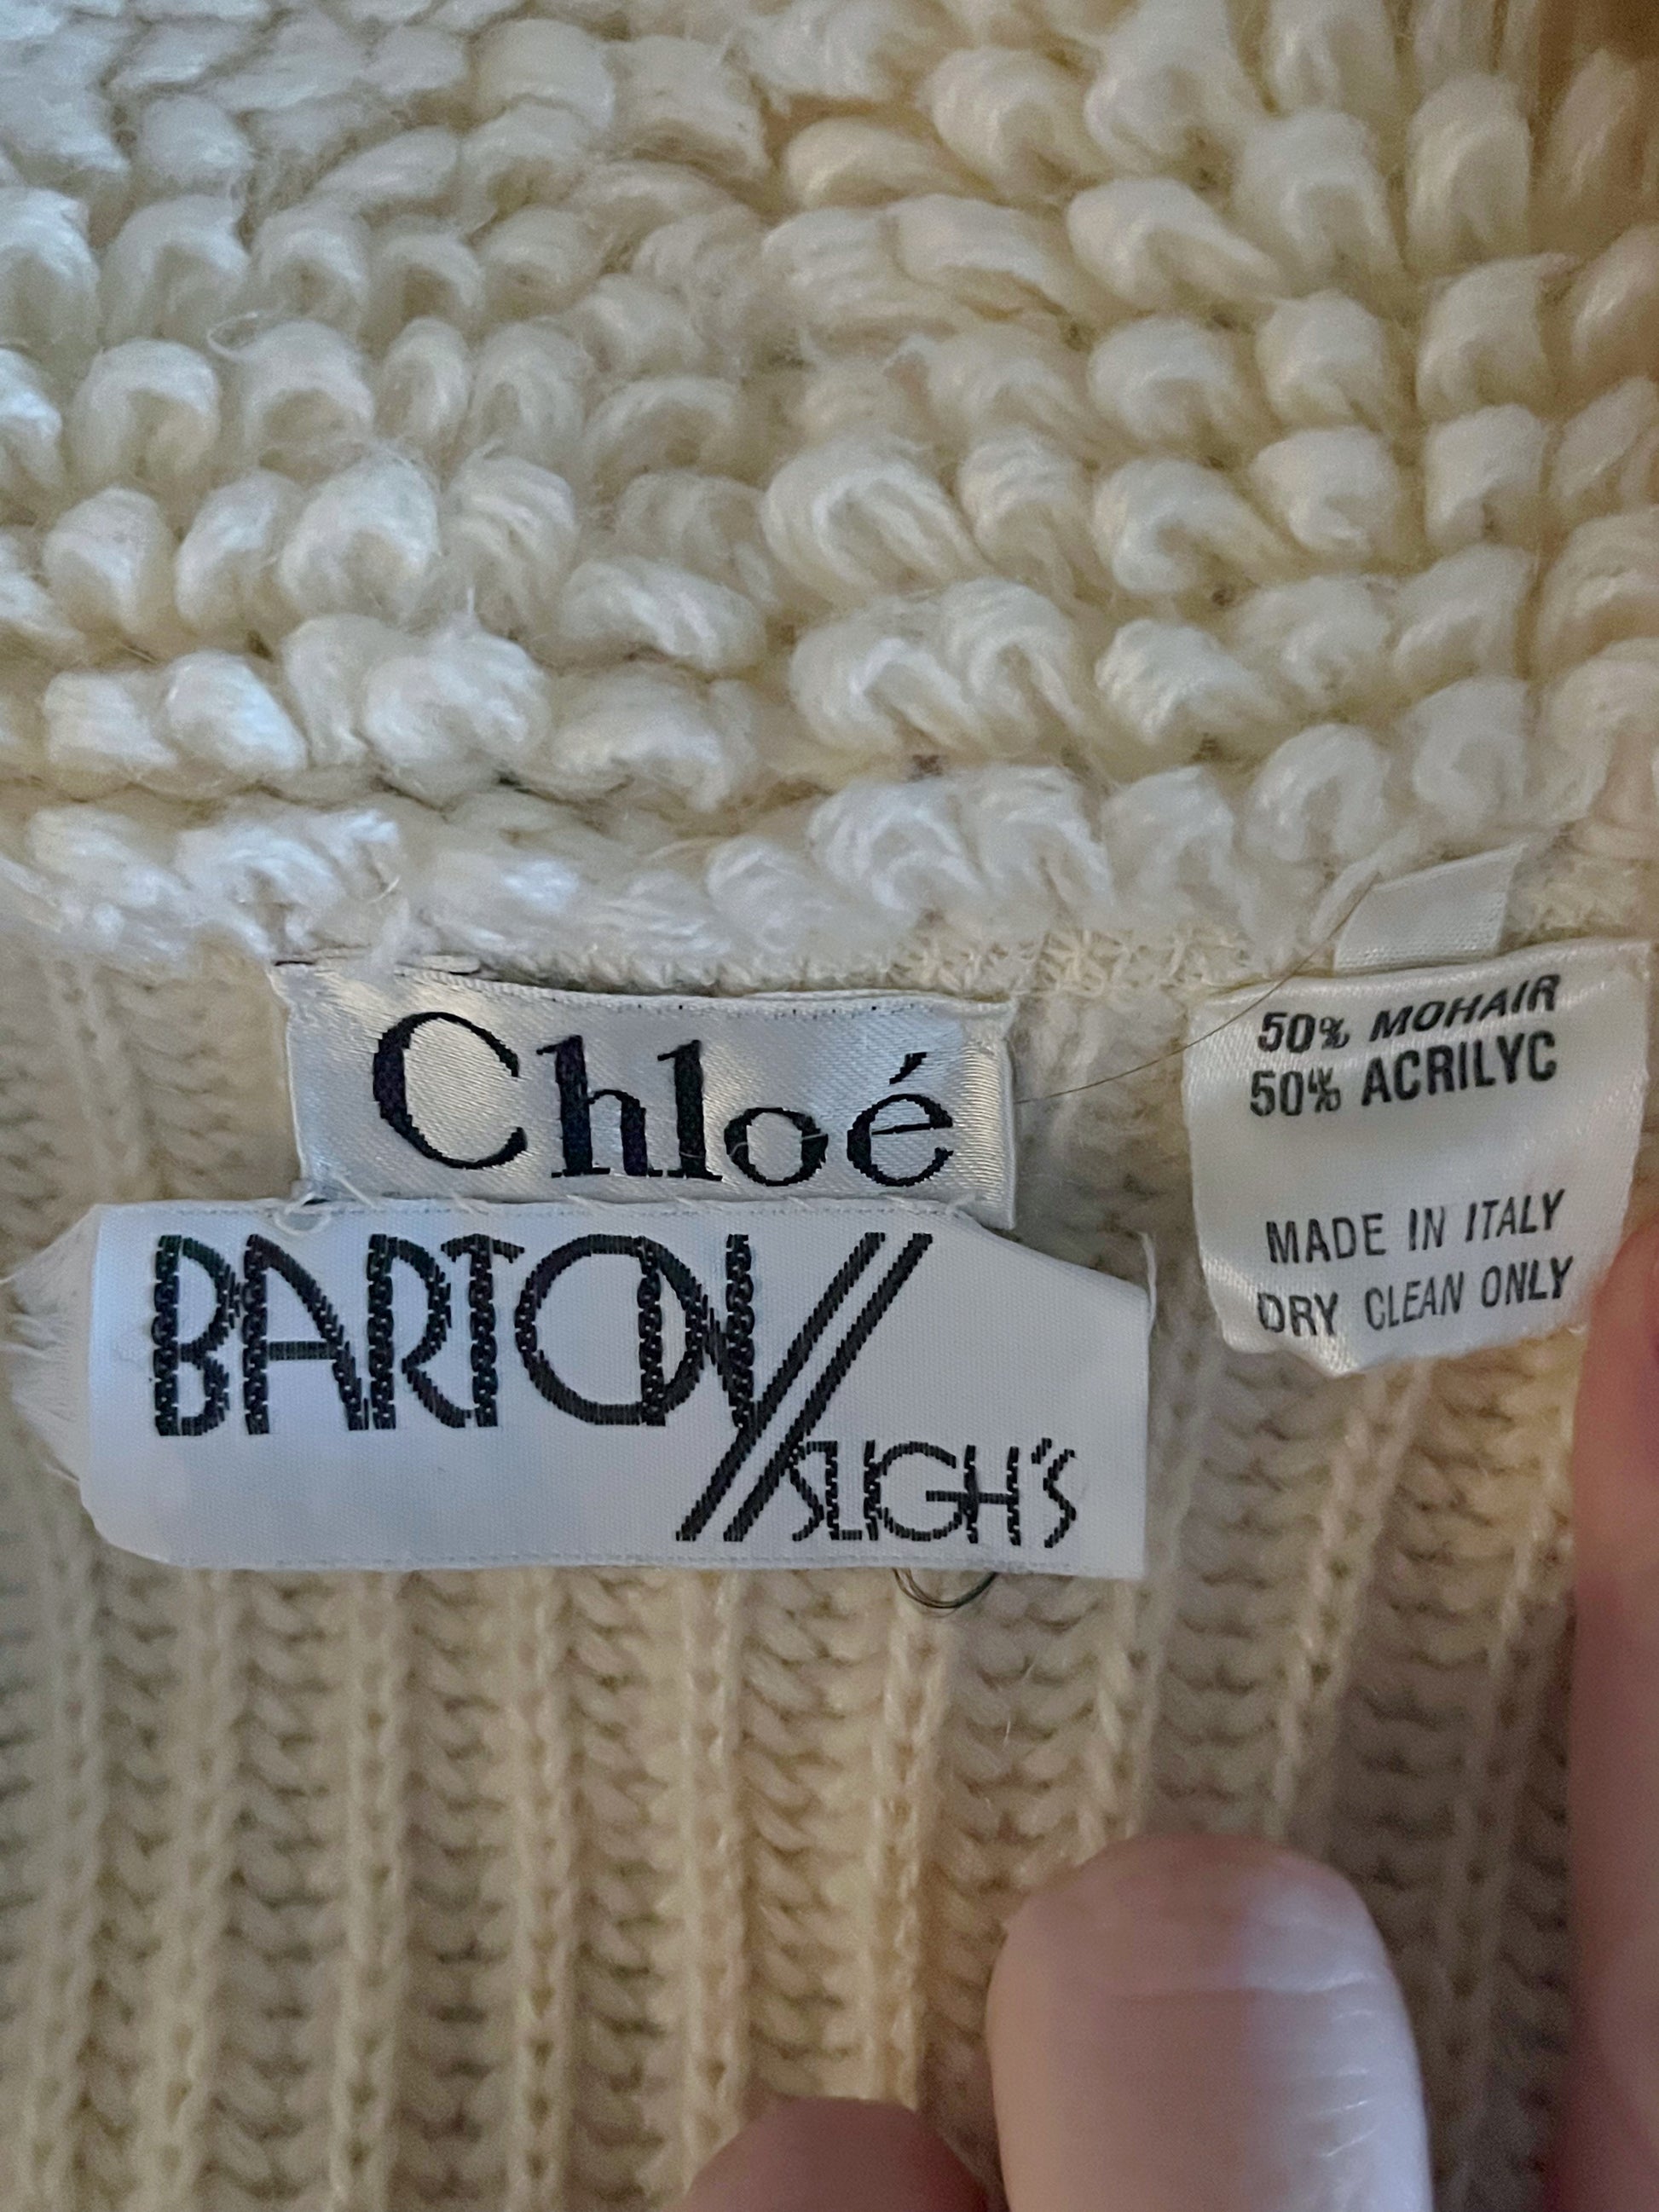 Chloé
BARTON//
SLIGH'S
50% MOHAIR
50% ACRILYC
MADE IN ITALY
DRY CLEAN ONLY